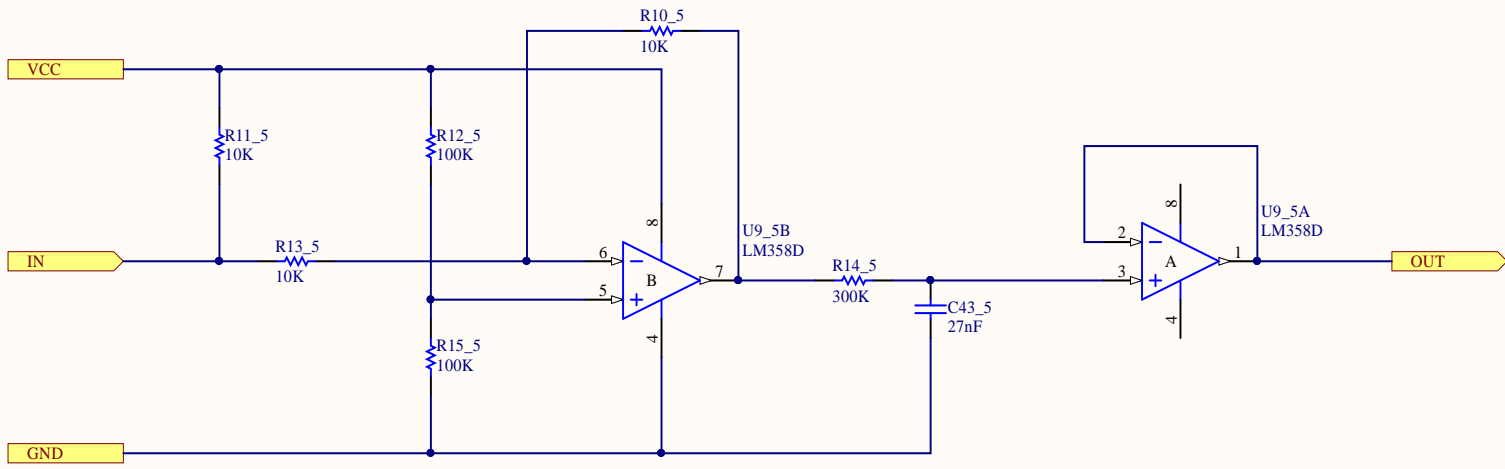 R10_5
10K
VCC
R11_5
10K
R12_5
100K
8
U9_5B
LM358D
8
U9_5A
LM358D
IN
R13_5
10K
6
B
7
5
4
R14_5
300K
2
A
1
3
4
OUT
C43_5
27nF
R15_5
100K
GND